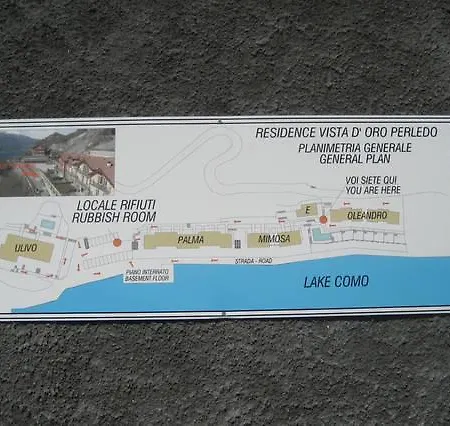 RESIDENCE VISTA D' ORO PERLEDO
PLANIMETRIA GENERALE
GENERAL PLAN
VOI SIETE QUI
YOU ARE HERE
LOCALE RIFIUTI
RUBBISH ROOM
E
OLEANDRO
ULIVO
PALMA
MIMOSA
STRADA - ROAD
PIANO INTERRATO
BASEMENT FLOOR
LAKE COMO